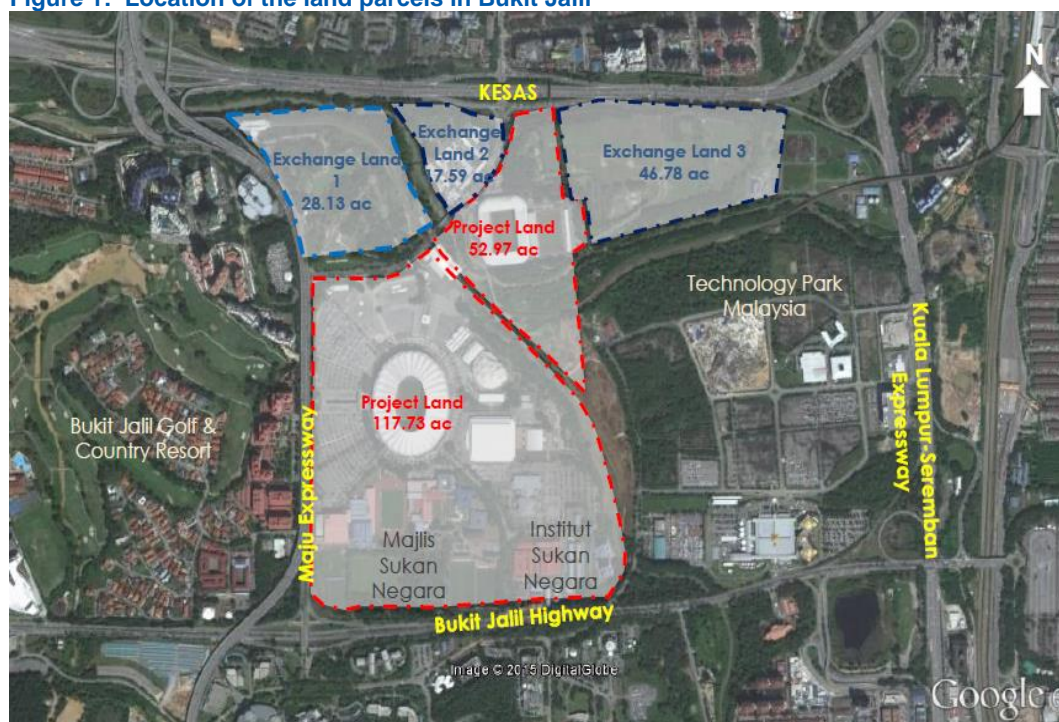 Figure 1: Location of the land parcels in Bukit Jalil
N
KESAS
Exchange
Land 2
17.59 ac
Exchange Land
1
28.13 ac
Exchange Land 3
46.78 ac
Project Land
52.97 ac
Technology Park
Malaysia
Kuala Lumpur-Seremban
Expressway
Project Land
117.73 ac
Bukit Jalil Golf &
Country Resort
Maju Expressway
Majlis
Sukan
Negara
Institut
Sukan
Negara
Bukit Jalil Highway
Image © 2015 DigitalGlobe
Google